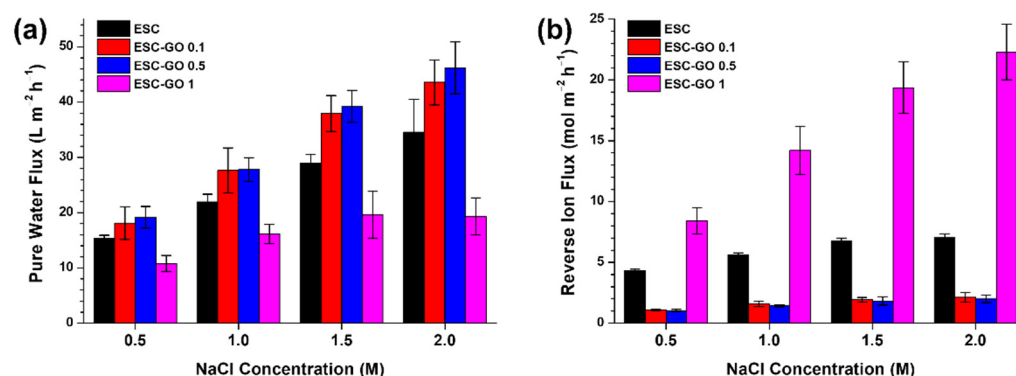 (a)
ESC
ESC-GO 0.1
ESC-GO 0.5
ESC-GO 1
Pure Water Flux (L m⁻² h⁻¹)
50
40
30
20
10
0
0.5 1.0 1.5 2.0
NaCl Concentration (M)
(b)
ESC
ESC-GO 0.1
ESC-GO 0.5
ESC-GO 1
Reverse Ion Flux (mol m⁻² h⁻¹)
25
20
15
10
5
0
0.5 1.0 1.5 2.0
NaCl Concentration (M)